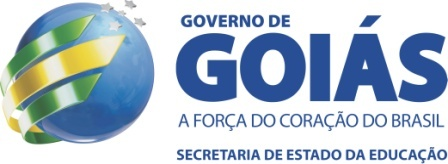 GOVERNO DE
GOIÁS
A FORÇA DO CORAÇÃO DO BRASIL
SECRETARIA DE ESTADO DA EDUCAÇÃO